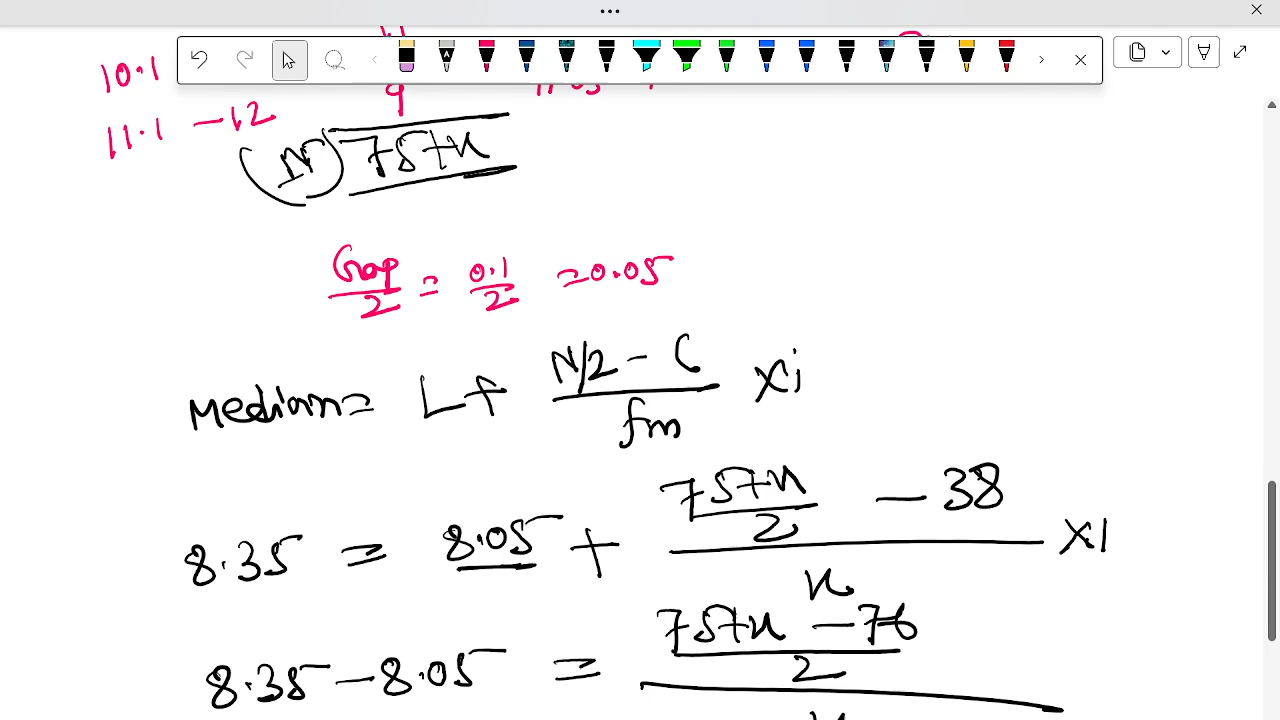 10.1
11.1 - 12
9
N 75+x
Gap/2 = 0.1/2 = 0.05
Median = L + (N/2 - C)/fm × i
8.35 = 8.05 + ((75+x)/2 - 38)/x × 1
8.35 - 8.05 = ((75+x - 76)/2)/x